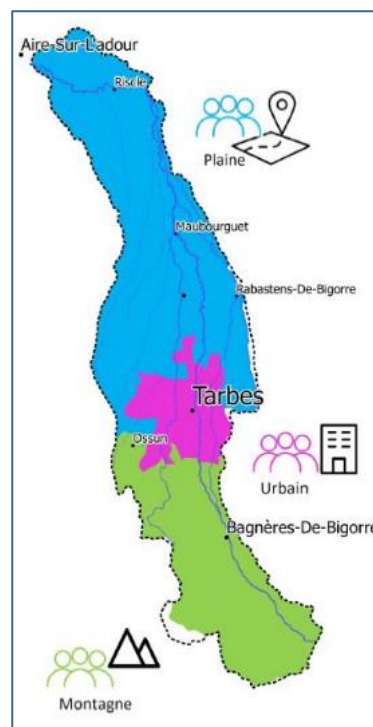 Aire-Sur-L'adour
Riscle
Plaine
Maubourguet
Rabastens-De-Bigorre
Tarbes
Ossun
Urbain
Bagnères-De-Bigorre
Montagne